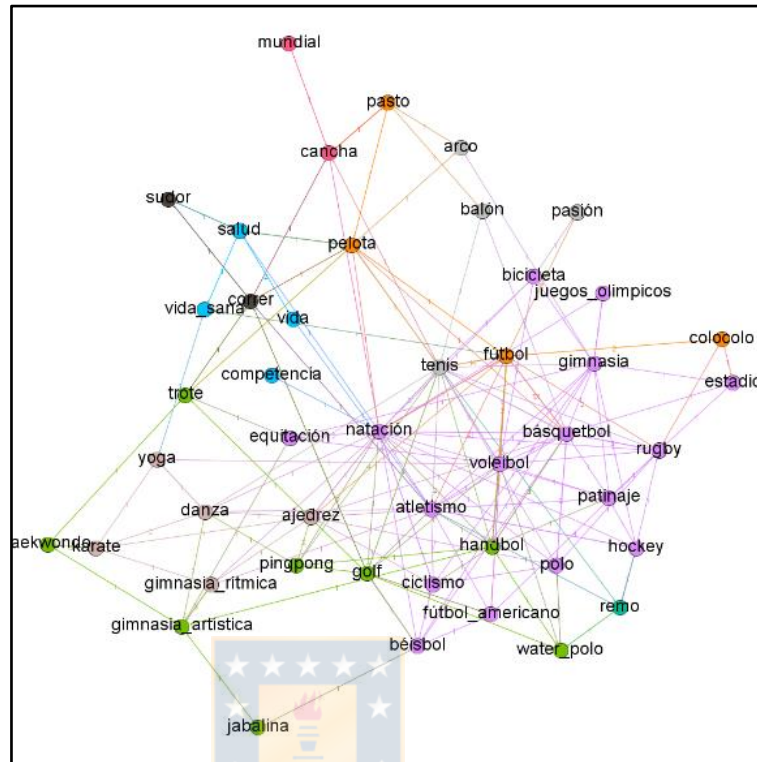 mundial
pasto
cancha
arco
sudor
balón
pasión
salud
pelota
bicicleta
juegos_olimpicos
correr
vida_sana
vida
colocolo
tenis
fútbol
gimnasia
competencia
estadio
trote
equitación
natación
básquetbol
rugby
yoga
voleibol
patinaje
danza
ajedrez
atletismo
aekwondo
karate
handbol
hockey
pingpong
golf
polo
gimnasia_ritmica
ciclismo
fútbol_americano
remo
gimnasia_artistica
béisbol
water_polo
jabalina